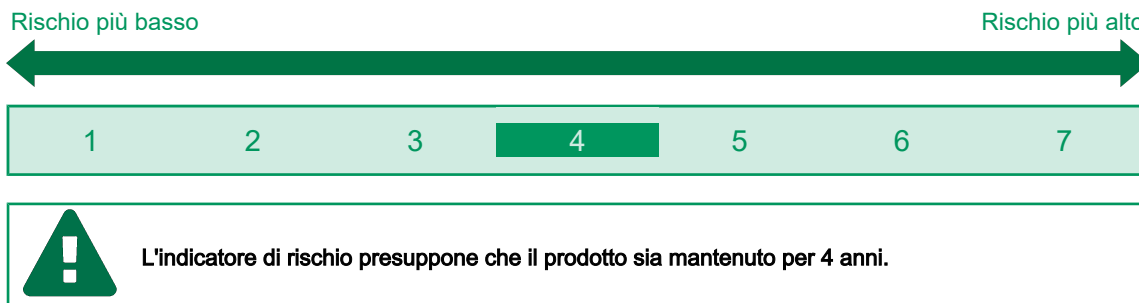 Rischio più basso Rischio più alto
1 2 3 4 5 6 7
L'indicatore di rischio presuppone che il prodotto sia mantenuto per 4 anni.